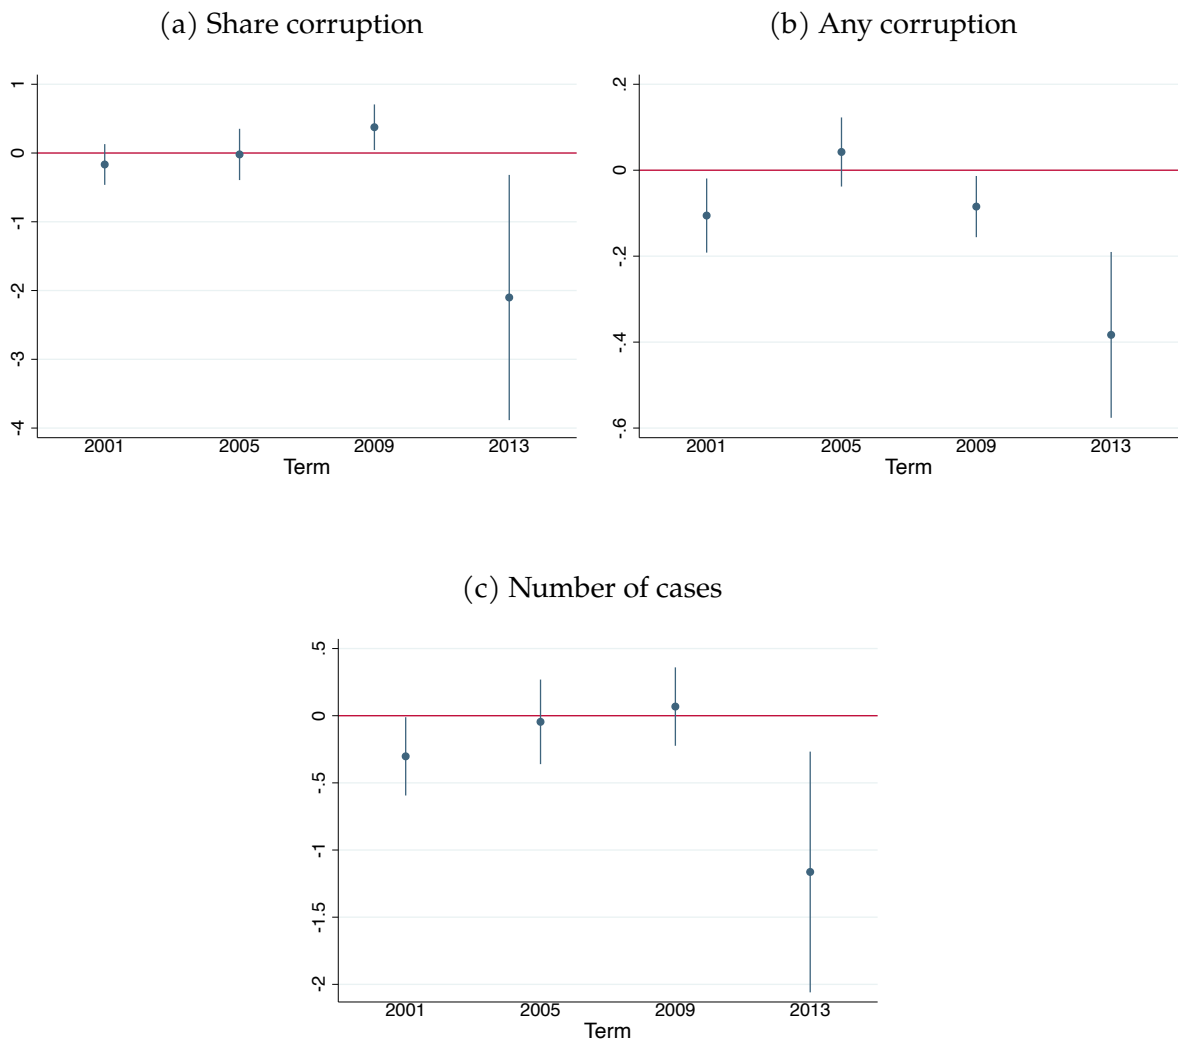 (a) Share corruption
1
0
-1
-2
-3
-4
2001 2005 2009 2013
Term
(b) Any corruption
.2
0
-.2
-.4
-.6
2001 2005 2009 2013
Term
(c) Number of cases
.5
0
-.5
-1
-1.5
-2
2001 2005 2009 2013
Term